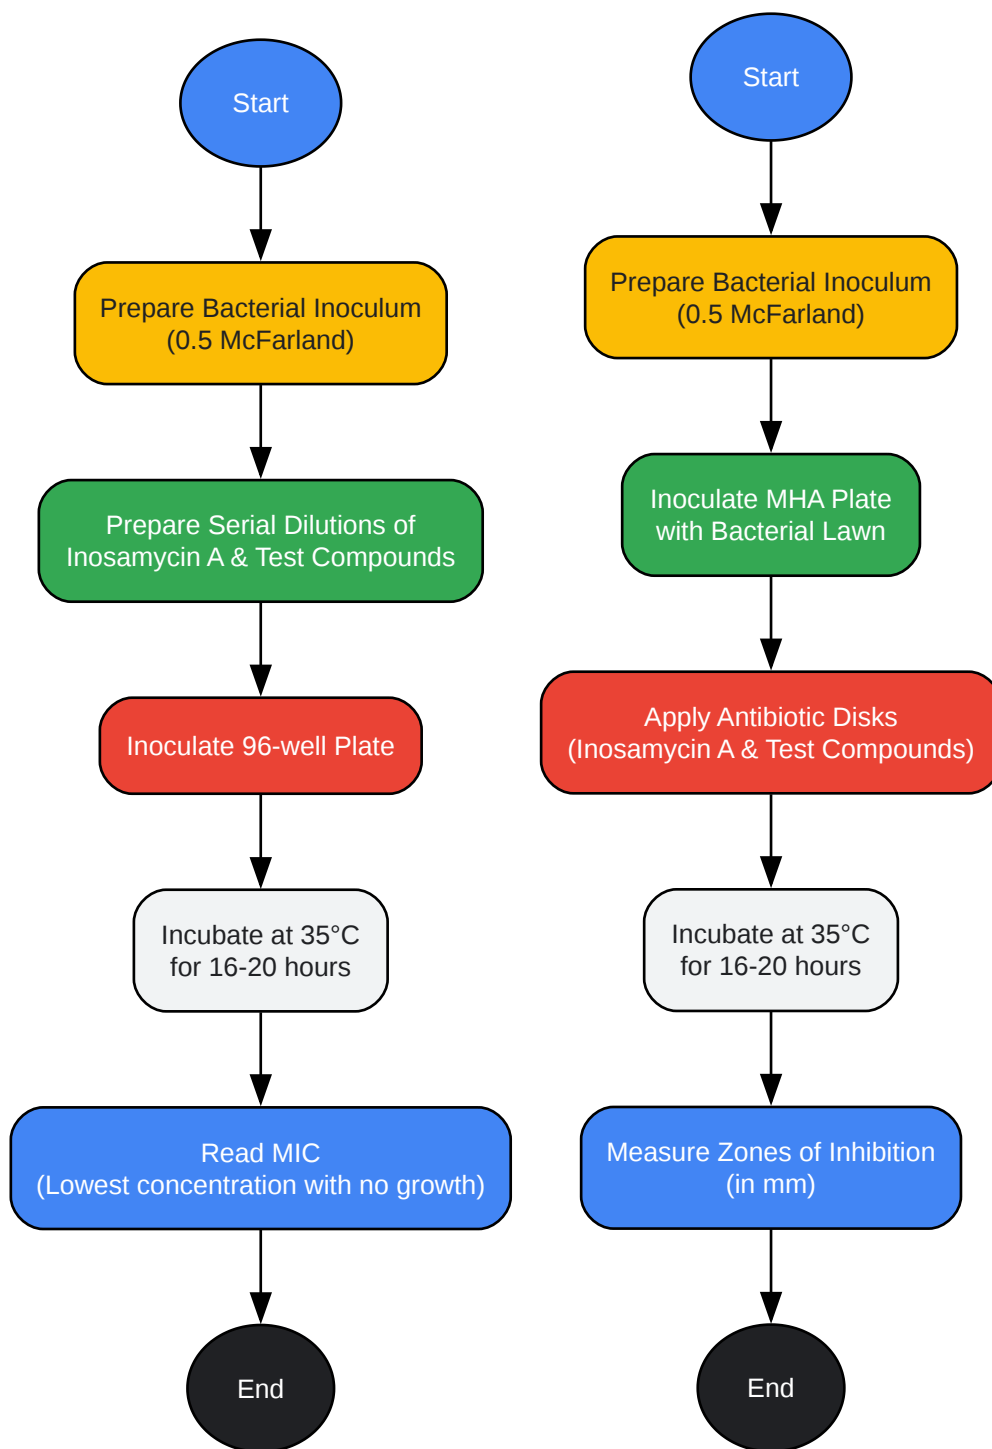 Start
Prepare Bacterial Inoculum
(0.5 McFarland)
Prepare Serial Dilutions of
Inosamycin A & Test Compounds
Inoculate 96-well Plate
Incubate at 35°C
for 16-20 hours
Read MIC
(Lowest concentration with no growth)
End
Start
Prepare Bacterial Inoculum
(0.5 McFarland)
Inoculate MHA Plate
with Bacterial Lawn
Apply Antibiotic Disks
(Inosamycin A & Test Compounds)
Incubate at 35°C
for 16-20 hours
Measure Zones of Inhibition
(in mm)
End